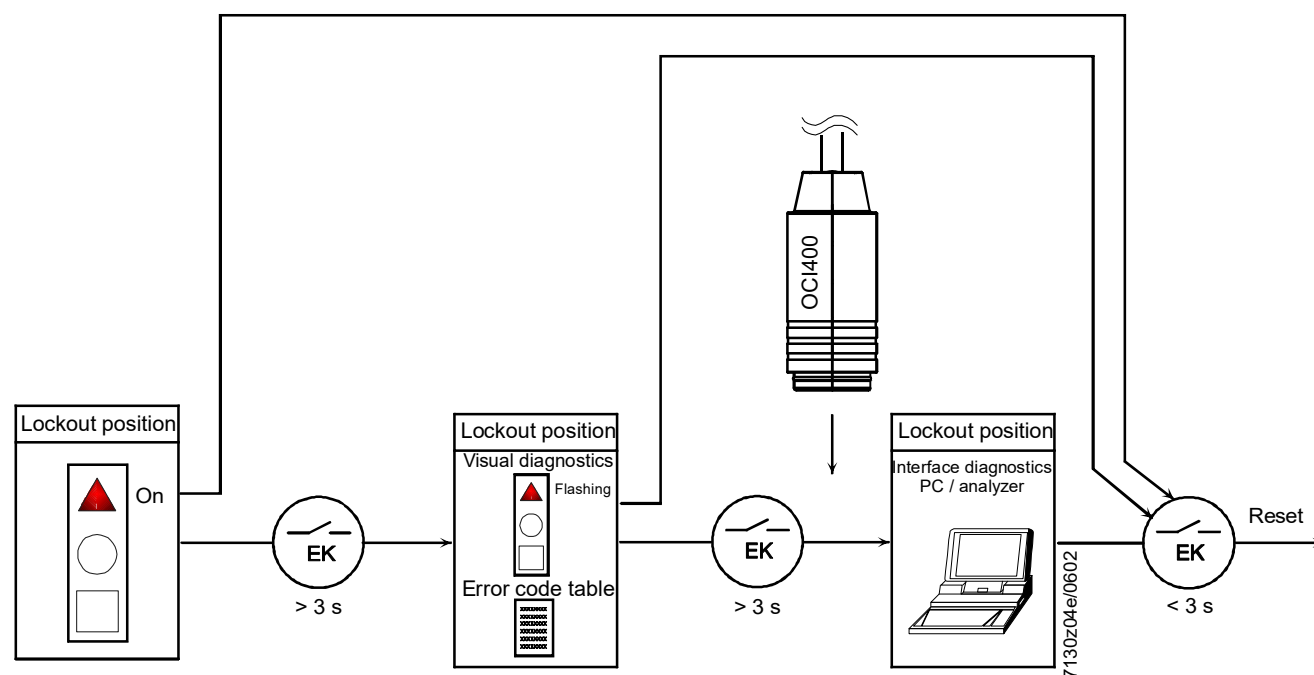 OCI400
Lockout position
On
EK
> 3 s
Lockout position
Visual diagnostics
Flashing
Error code table
EK
> 3 s
Lockout position
Interface diagnostics
PC / analyzer
7130z04e/0602
EK
< 3 s
Reset